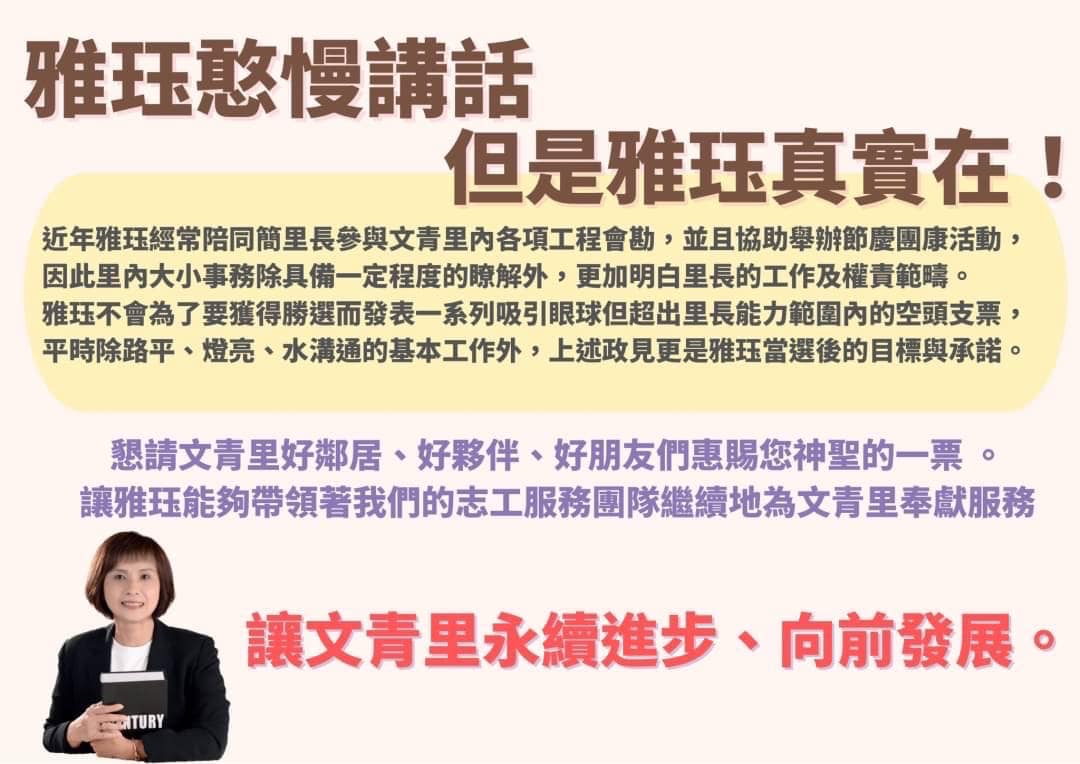 雅珏憨慢講話
但是雅珏真實在！
近年雅珏經常陪同簡里長參與文青里內各項工程會勘，並且協助舉辦節慶團康活動，
因此里內大小事務除具備一定程度的瞭解外，更加明白里長的工作及權責範疇。
雅珏不會為了要獲得勝選而發表一系列吸引眼球但超出里長能力範圍內的空頭支票，
平時除路平、燈亮、水溝通的基本工作外，上述政見更是雅珏當選後的目標與承諾。
懇請文青里好鄰居、好夥伴、好朋友們惠賜您神聖的一票 。
讓雅珏能夠帶領著我們的志工服務團隊繼續地為文青里奉獻服務
讓文青里永續進步、向前發展。
NTURY